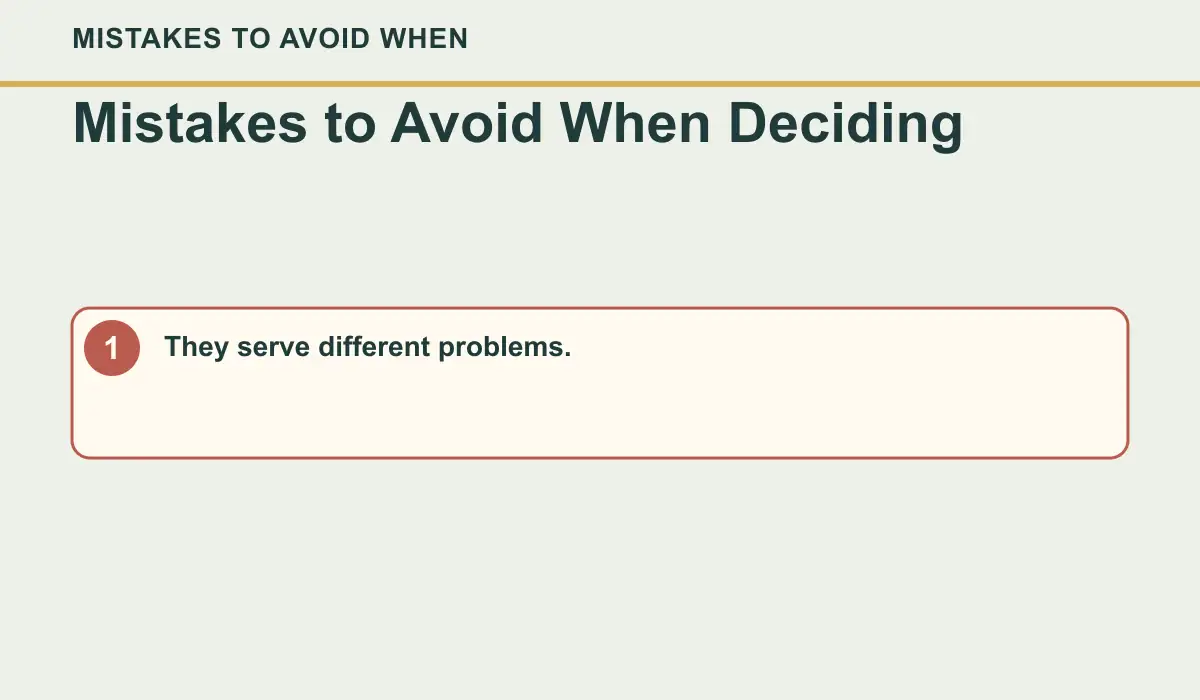 MISTAKES TO AVOID WHEN
Mistakes to Avoid When Deciding
1 They serve different problems.